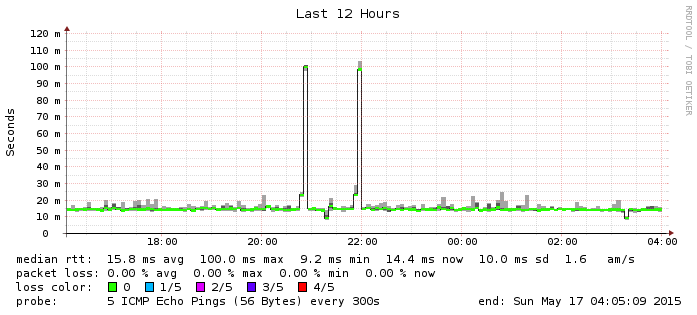 Last 12 Hours
RRDTOOL / TOBI OETIKER
Seconds
120 m
110 m
100 m
90 m
80 m
70 m
60 m
50 m
40 m
30 m
20 m
10 m
0
18:00 20:00 22:00 00:00 02:00 04:00
median rtt: 15.8 ms avg 100.0 ms max 9.2 ms min 14.4 ms now 10.0 ms sd 1.6 am/s
packet loss: 0.00 % avg 0.00 % max 0.00 % min 0.00 % now
loss color: 0 1/5 2/5 3/5 4/5
probe: 5 ICMP Echo Pings (56 Bytes) every 300s end: Sun May 17 04:05:09 2015